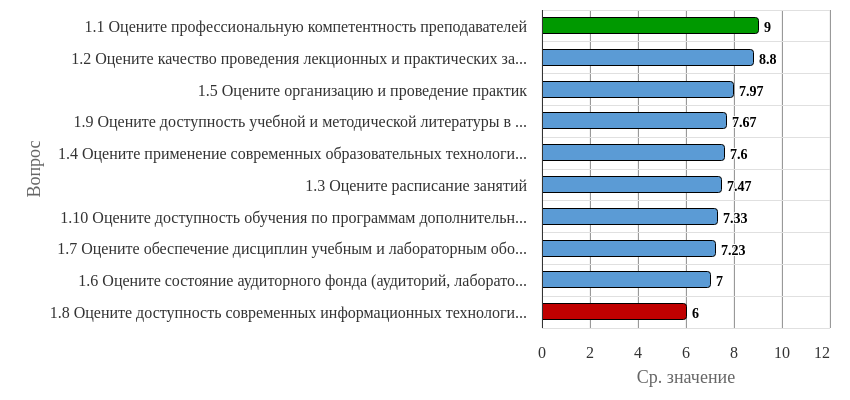 1.1 Оцените профессиональную компетентность преподавателей 9
1.2 Оцените качество проведения лекционных и практических за... 8.8
1.5 Оцените организацию и проведение практик 7.97
1.9 Оцените доступность учебной и методической литературы в ... 7.67
1.4 Оцените применение современных образовательных технологи... 7.6
1.3 Оцените расписание занятий 7.47
1.10 Оцените доступность обучения по программам дополнительн... 7.33
1.7 Оцените обеспечение дисциплин учебным и лабораторным обо... 7.23
1.6 Оцените состояние аудиторного фонда (аудиторий, лаборато... 7
1.8 Оцените доступность современных информационных технологи... 6
Вопрос
0 2 4 6 8 10 12
Ср. значение